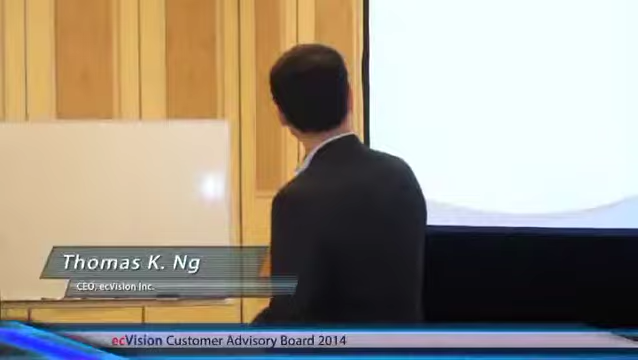 Thomas K. Ng
CEO, ecVision Inc.
ecVision Customer Advisory Board 2014